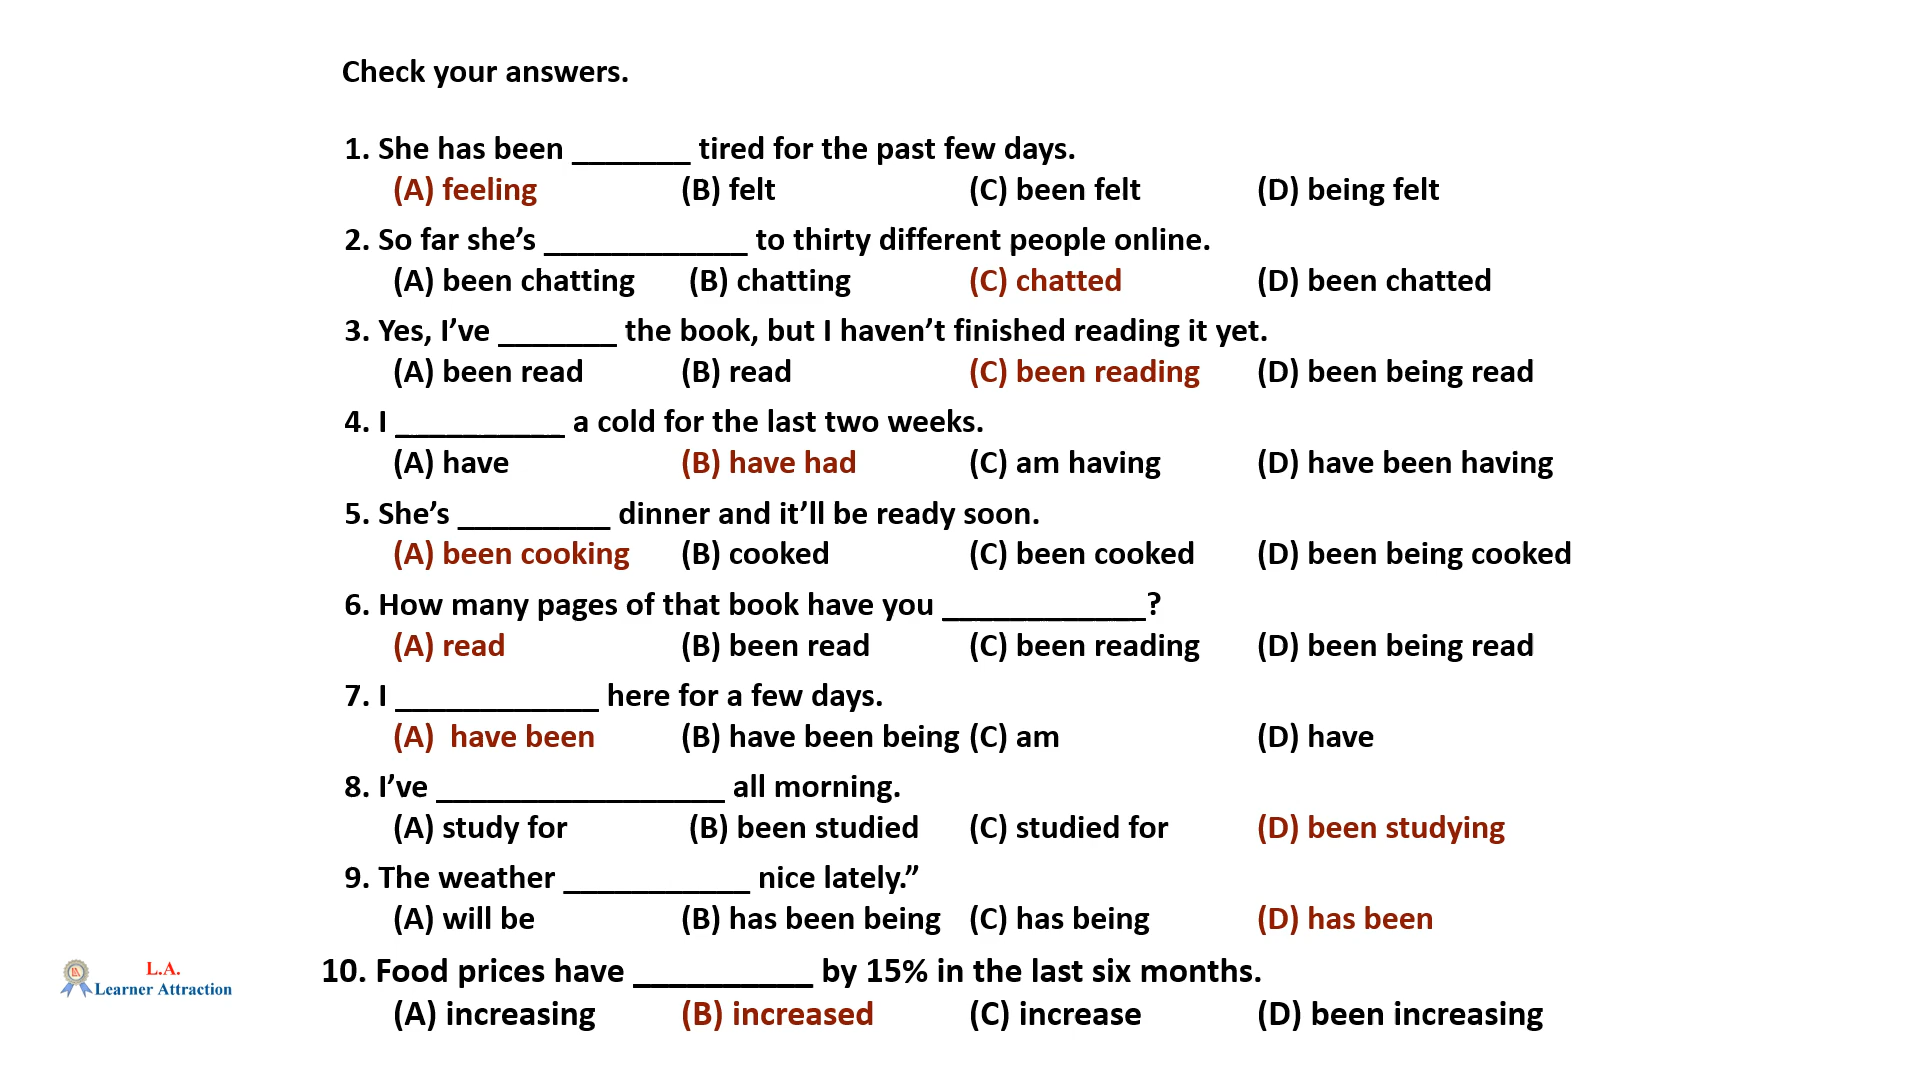 Check your answers.
1. She has been _______ tired for the past few days.
(A) feeling (B) felt (C) been felt (D) being felt
2. So far she’s ____________ to thirty different people online.
(A) been chatting (B) chatting (C) chatted (D) been chatted
3. Yes, I’ve _______ the book, but I haven’t finished reading it yet.
(A) been read (B) read (C) been reading (D) been being read
4. I __________ a cold for the last two weeks.
(A) have (B) have had (C) am having (D) have been having
5. She’s _________ dinner and it’ll be ready soon.
(A) been cooking (B) cooked (C) been cooked (D) been being cooked
6. How many pages of that book have you ____________?
(A) read (B) been read (C) been reading (D) been being read
7. I ____________ here for a few days.
(A) have been (B) have been being (C) am (D) have
8. I’ve _________________ all morning.
(A) study for (B) been studied (C) studied for (D) been studying
9. The weather ___________ nice lately.”
(A) will be (B) has been being (C) has being (D) has been
10. Food prices have __________ by 15% in the last six months.
(A) increasing (B) increased (C) increase (D) been increasing
L.A.
Learner Attraction